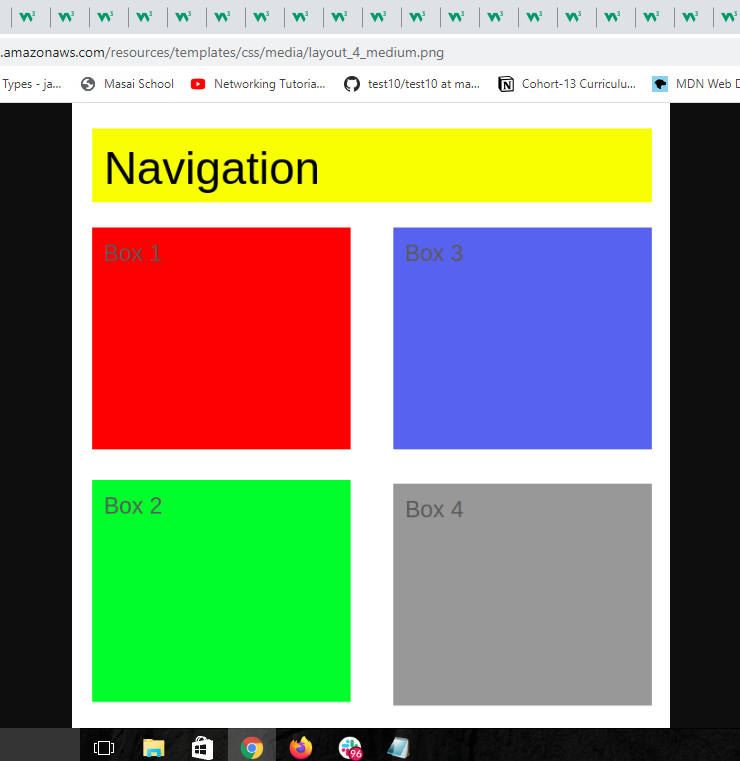 .amazonaws.com/resources/templates/css/media/layout_4_medium.png
Types - ja... Masai School Networking Tutoria... test10/test10 at ma... Cohort-13 Curriculu... MDN Web D
Navigation
Box 1
Box 3
Box 2
Box 4
96